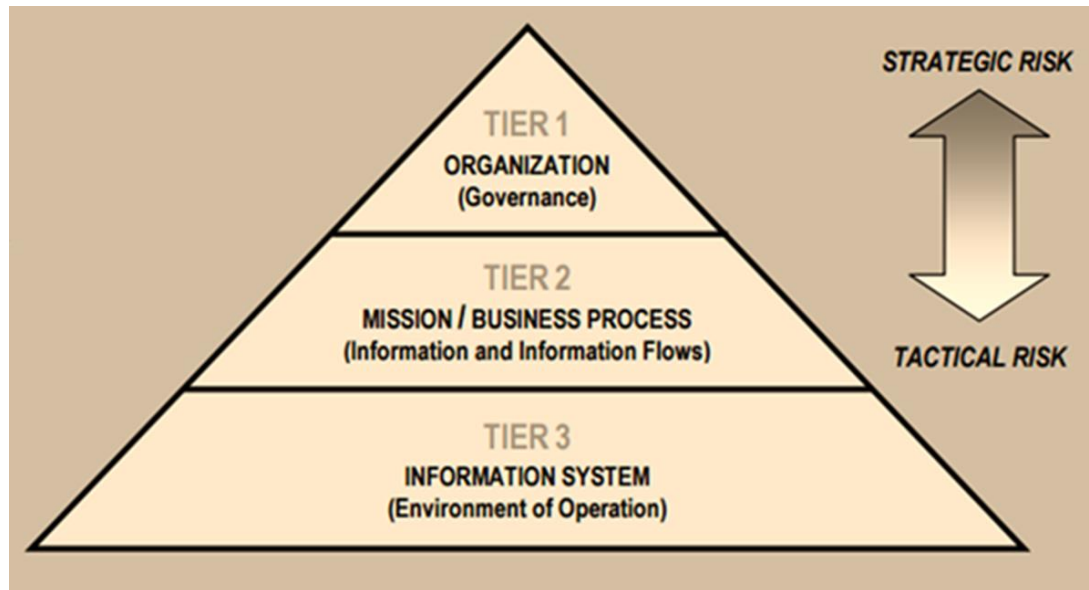 TIER 1
ORGANIZATION
(Governance)
TIER 2
MISSION / BUSINESS PROCESS
(Information and Information Flows)
TIER 3
INFORMATION SYSTEM
(Environment of Operation)
STRATEGIC RISK
TACTICAL RISK